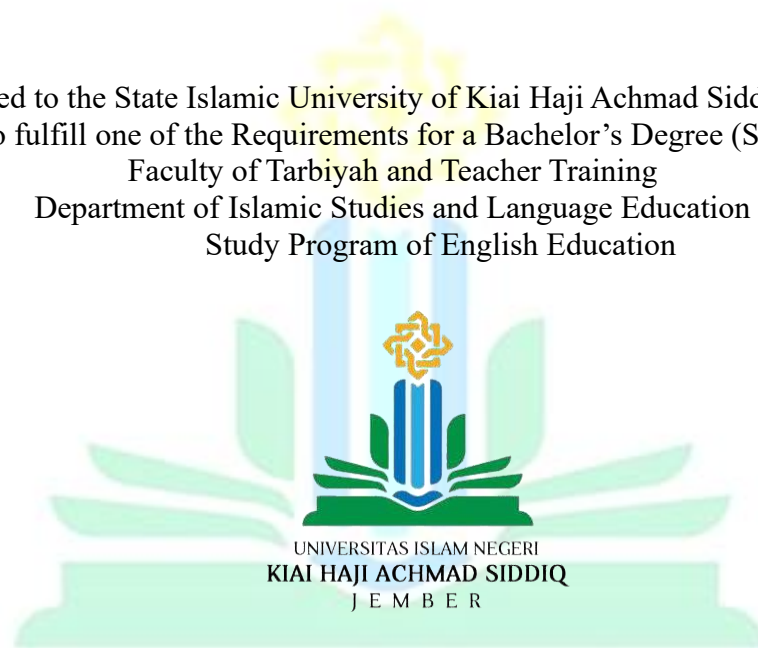 ed to the State Islamic University of Kiai Haji Achmad Sidd
o fulfill one of the Requirements for a Bachelor’s Degree (S
Faculty of Tarbiyah and Teacher Training
Department of Islamic Studies and Language Education
Study Program of English Education
UNIVERSITAS ISLAM NEGERI
KIAI HAJI ACHMAD SIDDIQ
JEMBER